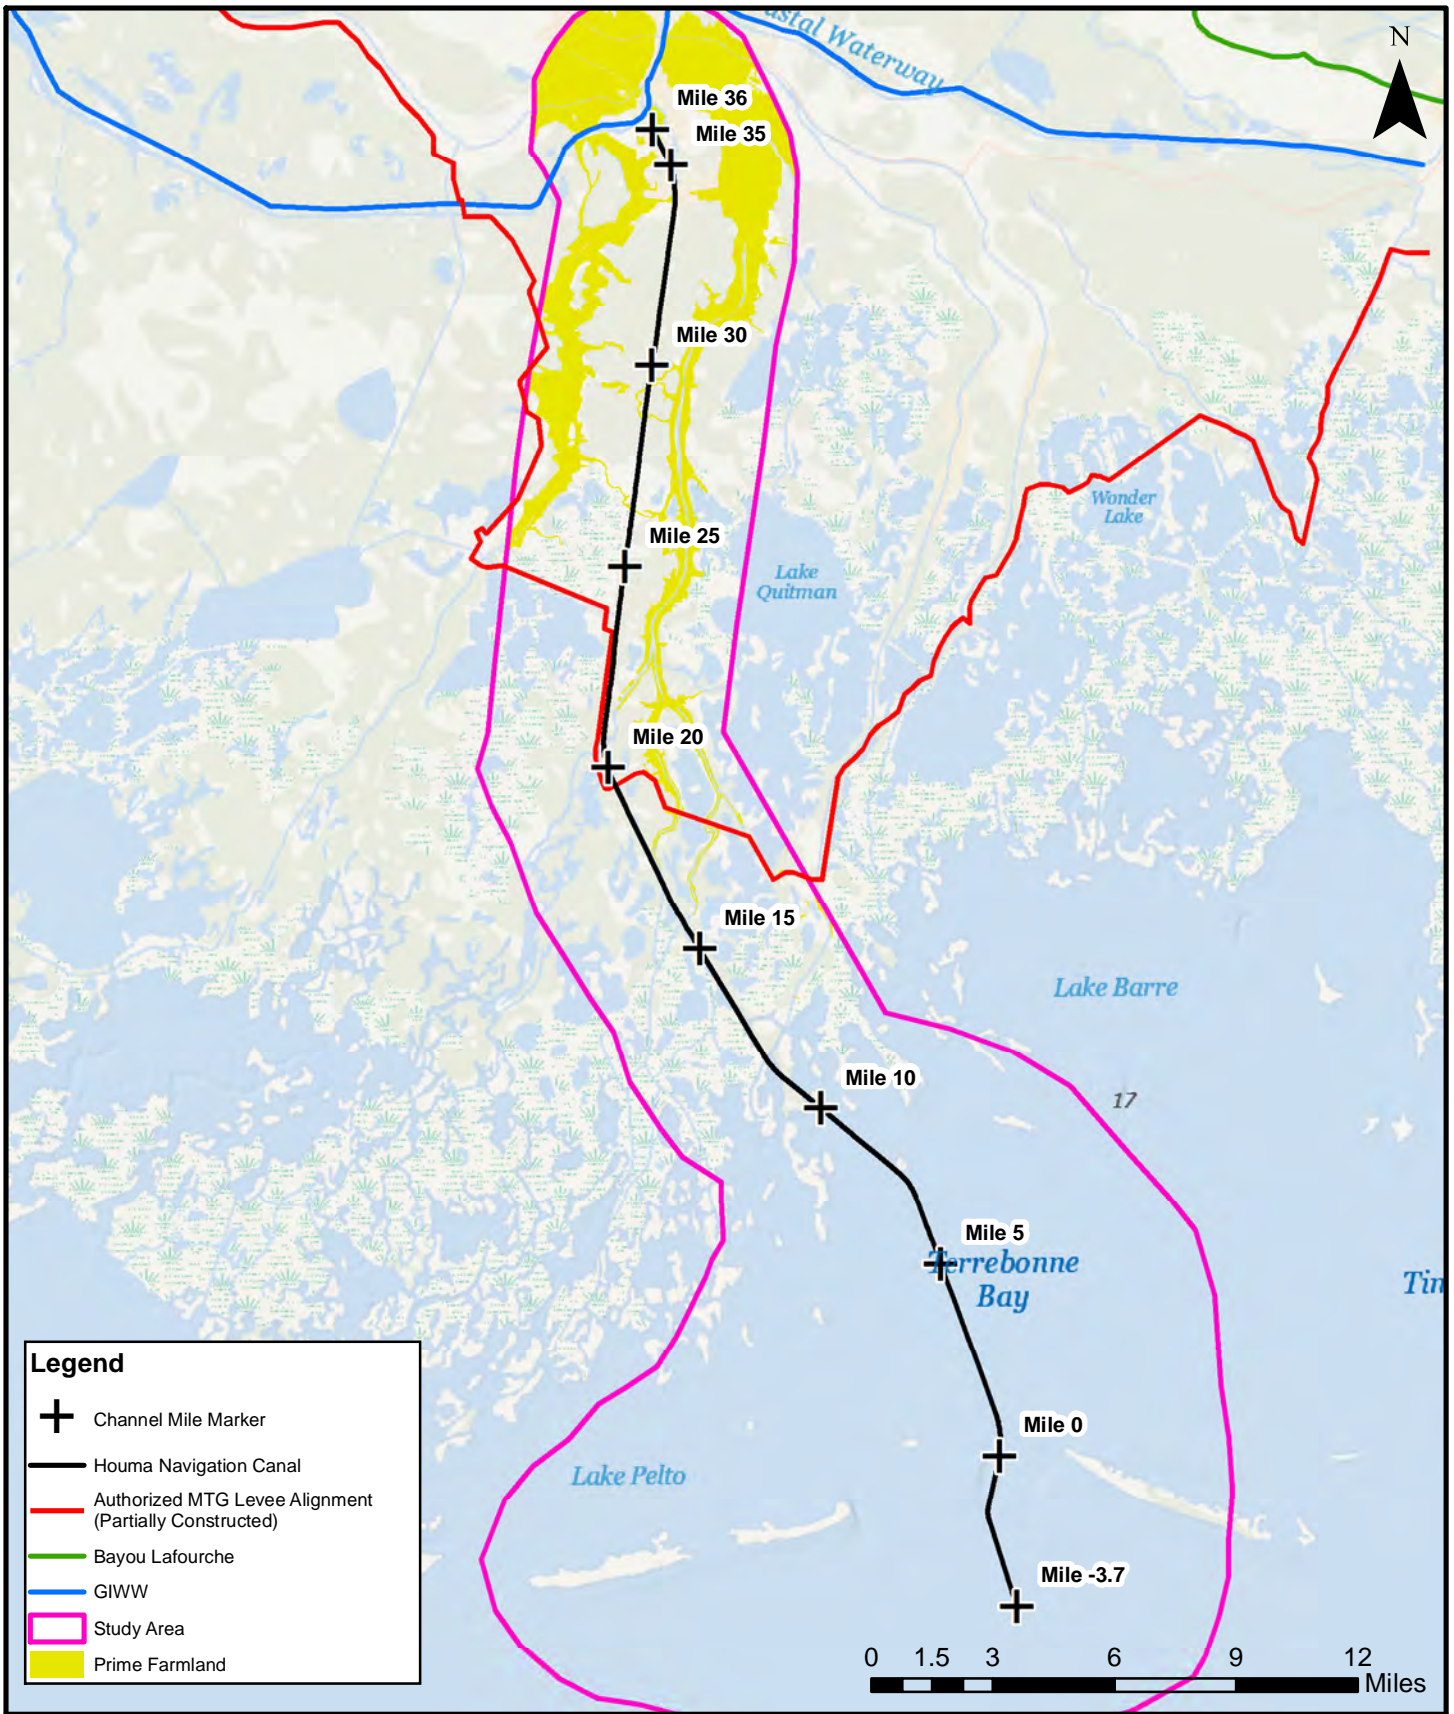 astal Waterway
N
Mile 36
Mile 35
Mile 30
Wonder
Lake
Mile 25
Lake
Quitman
Mile 20
Mile 15
Lake Barre
Mile 10
17
Mile 5
Terrebonne
Bay
Tim
Legend
Channel Mile Marker
Houma Navigation Canal
Authorized MTG Levee Alignment
(Partially Constructed)
Bayou Lafourche
GIWW
Study Area
Prime Farmland
Mile 0
Lake Pelto
Mile -3.7
0 1.5 3 6 9 12
Miles